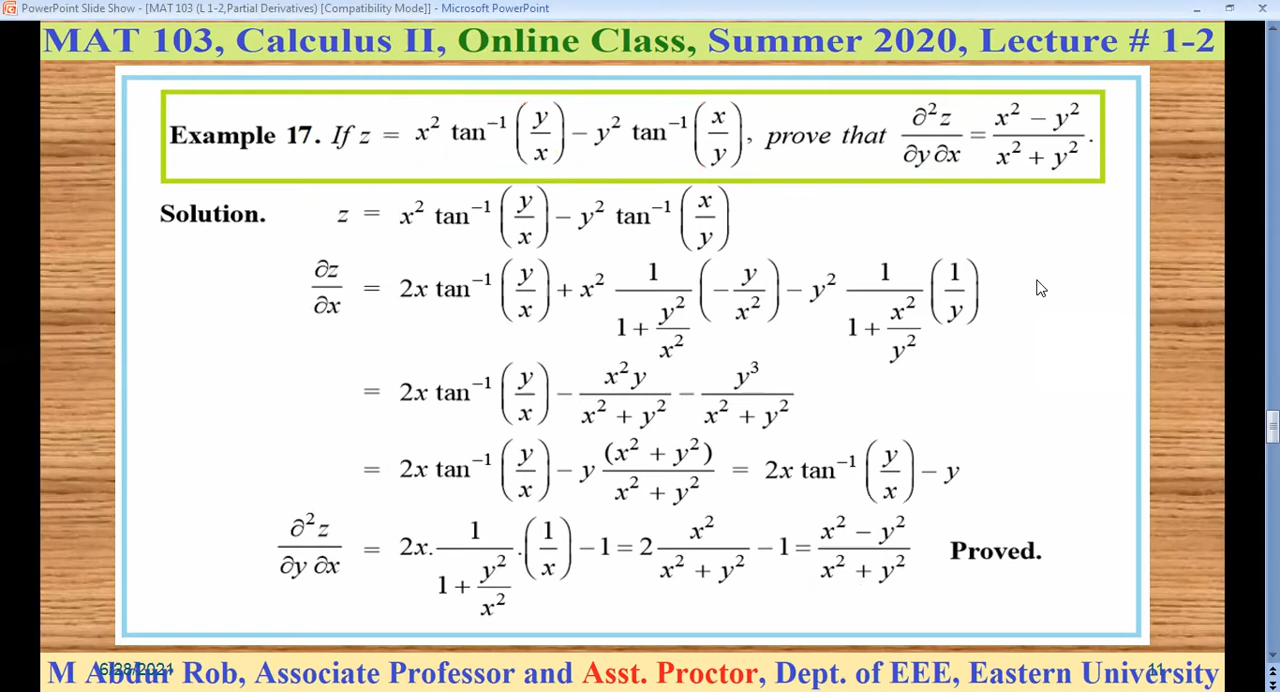 PowerPoint Slide Show - [MAT 103 (L 1-2,Partial Derivatives) [Compatibility Mode]] - Microsoft PowerPoint
MAT 103, Calculus II, Online Class, Summer 2020, Lecture # 1-2
Example 17. If z = x² tan⁻¹ (y/x) − y² tan⁻¹ (x/y), prove that ∂²z/∂y ∂x = (x² − y²)/(x² + y²).
Solution. z = x² tan⁻¹ (y/x) − y² tan⁻¹ (x/y)
∂z/∂x = 2x tan⁻¹ (y/x) + x² 1/(1 + y²/x²) (−y/x²) − y² 1/(1 + x²/y²) (1/y)
= 2x tan⁻¹ (y/x) − x²y/(x² + y²) − y³/(x² + y²)
= 2x tan⁻¹ (y/x) − y (x² + y²)/(x² + y²) = 2x tan⁻¹ (y/x) − y
∂²z/∂y ∂x = 2x. 1/(1 + y²/x²) .(1/x) − 1 = 2 x²/(x² + y²) − 1 = (x² − y²)/(x² + y²) Proved.
6/28/2021
11
M Abdur Rob, Associate Professor and Asst. Proctor, Dept. of EEE, Eastern University